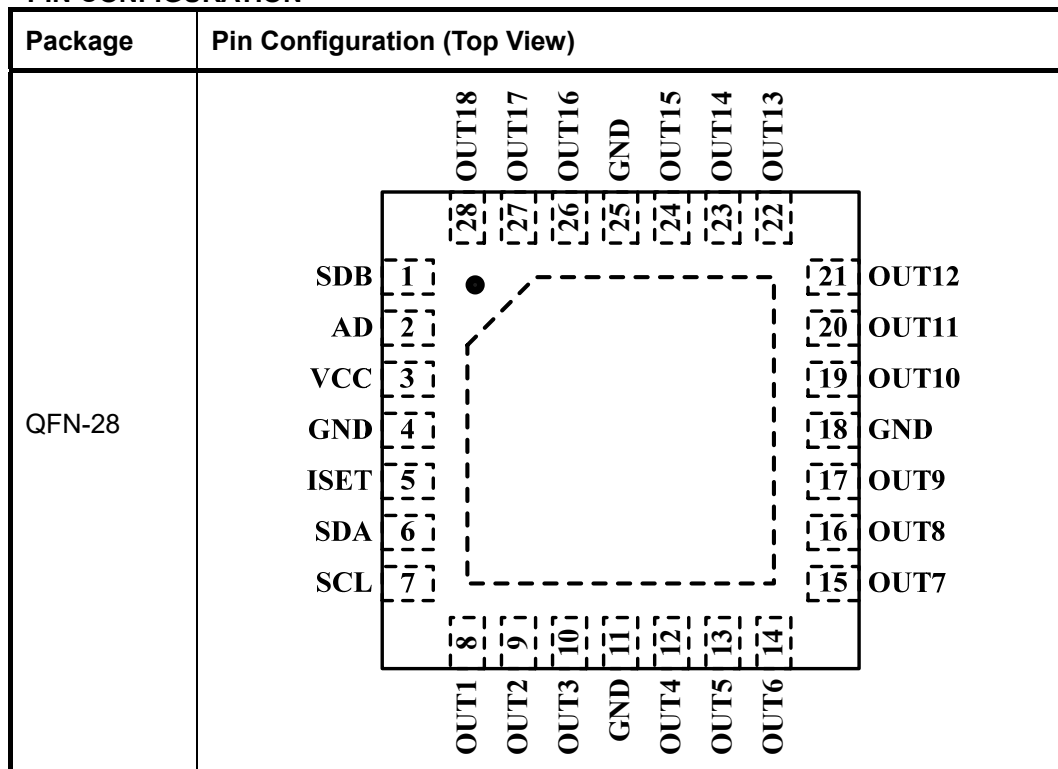 PIN CONFIGURATION
Package Pin Configuration (Top View)
QFN-28
OUT18 OUT17 OUT16 GND OUT15 OUT14 OUT13
28 27 26 25 24 23 22
SDB 1
AD 2
VCC 3
GND 4
ISET 5
SDA 6
SCL 7
21 OUT12
20 OUT11
19 OUT10
18 GND
17 OUT9
16 OUT8
15 OUT7
8 9 10 11 12 13 14
OUT1 OUT2 OUT3 GND OUT4 OUT5 OUT6